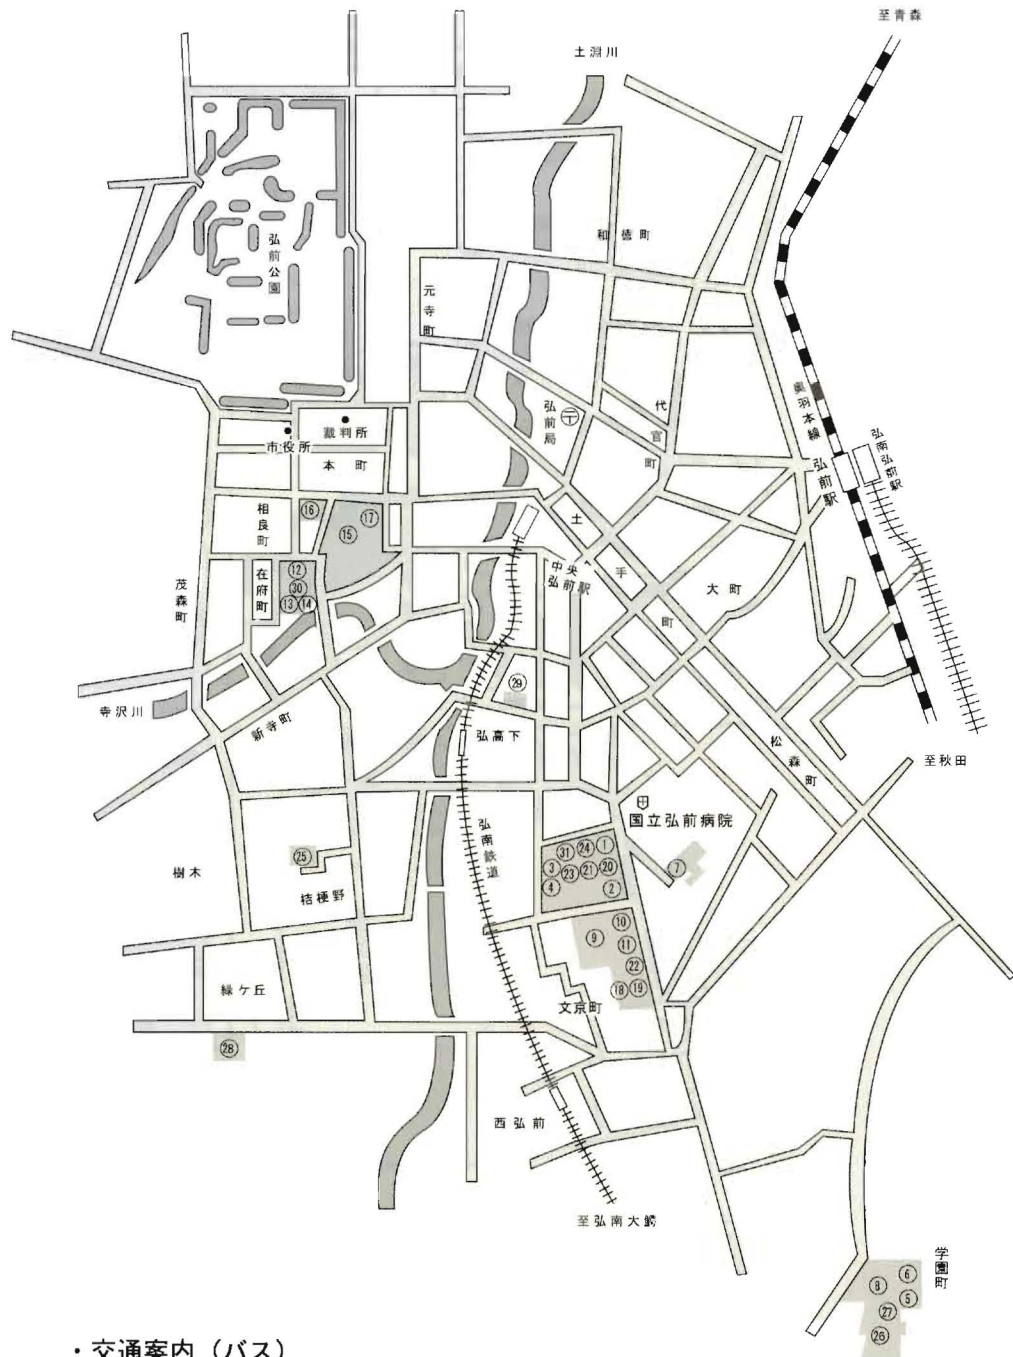 至青森
土淵川
和徳町
弘前公園
元寺町
奥羽本線
弘南弘前駅
弘前駅
代官町
弘前局
〒
裁判所
市役所
本町
相良町
⑯
⑰
⑮
土手町
中央弘前駅
大町
茂森町
在府町
⑫
㉚
⑬ ⑭
㉙
寺沢川
新寺町
弘高下
松森町
至秋田
国立弘前病院
弘南鉄道
㉛ ㉔ ①
③ ㉓ ㉑ ⑳
④ ②
⑦
㉕
樹木
桔梗野
⑩
⑨ ⑪
㉒
⑱ ⑲
文京町
緑ケ丘
㉘
西弘前
至弘南大鰐
学園町
⑥
⑧
⑤
㉗
㉖
・交通案内（バス）